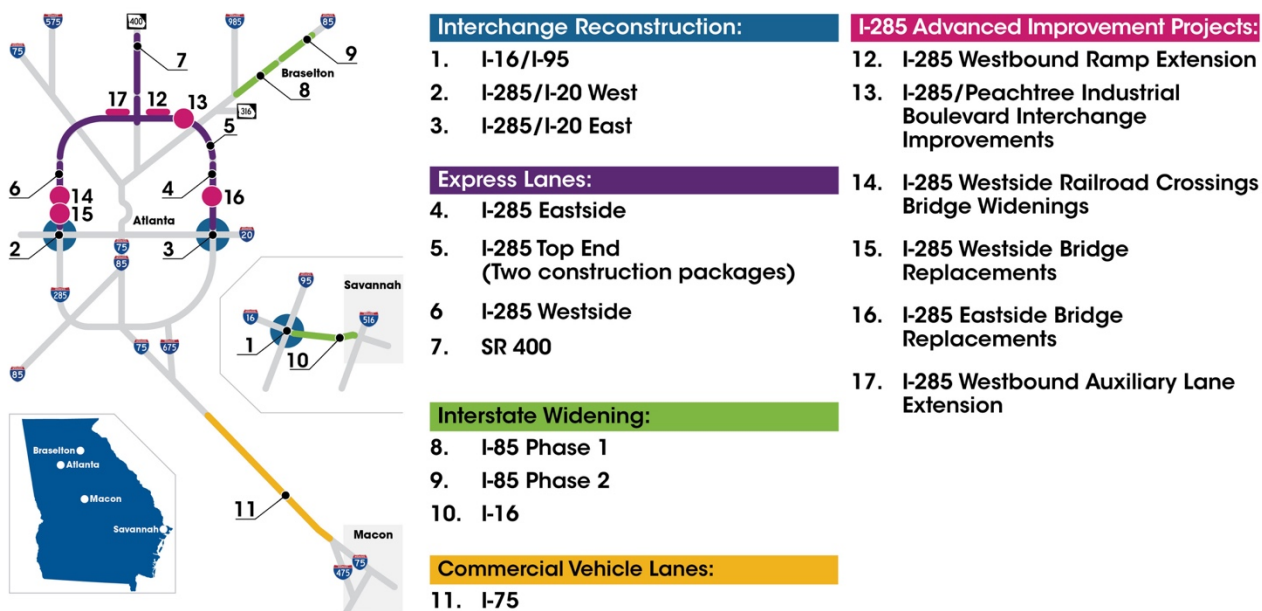 575
400
985
85
75
7
9
Braselton
8
17
12
13
316
5
6
4
14
16
15
Atlanta
2
75
3
20
85
95
Savannah
285
16
516
1
10
75
675
85
Braselton
Atlanta
Macon
Savannah
11
Macon
75
475
Interchange Reconstruction:
1. I-16/I-95
2. I-285/I-20 West
3. I-285/I-20 East
Express Lanes:
4. I-285 Eastside
5. I-285 Top End
(Two construction packages)
6 I-285 Westside
7. SR 400
Interstate Widening:
8. I-85 Phase 1
9. I-85 Phase 2
10. I-16
Commercial Vehicle Lanes:
11. I-75
I-285 Advanced Improvement Projects:
12. I-285 Westbound Ramp Extension
13. I-285/Peachtree Industrial
Boulevard Interchange
Improvements
14. I-285 Westside Railroad Crossings
Bridge Widenings
15. I-285 Westside Bridge
Replacements
16. I-285 Eastside Bridge
Replacements
17. I-285 Westbound Auxiliary Lane
Extension